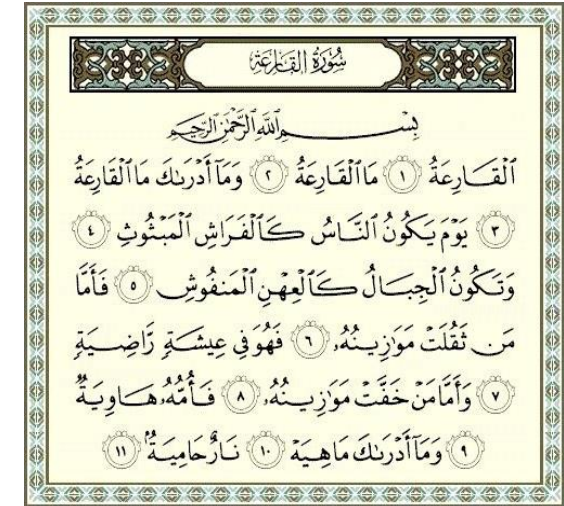 سُورَةُ القَارِعَةِ
بِسْمِ ٱللَّهِ ٱلرَّحْمَٰنِ ٱلرَّحِيمِ
ٱلْقَارِعَةُ ١ مَا ٱلْقَارِعَةُ ٢ وَمَآ أَدْرَىٰكَ مَا ٱلْقَارِعَةُ
٣ يَوْمَ يَكُونُ ٱلنَّاسُ كَٱلْفَرَاشِ ٱلْمَبْثُوثِ ٤
وَتَكُونُ ٱلْجِبَالُ كَٱلْعِهْنِ ٱلْمَنفُوشِ ٥ فَأَمَّا
مَن ثَقُلَتْ مَوَٰزِينُهُۥ ٦ فَهُوَ فِى عِيشَةٍ رَّاضِيَةٍ
٧ وَأَمَّا مَنْ خَفَّتْ مَوَٰزِينُهُۥ ٨ فَأُمُّهُۥ هَاوِيَةٌ
٩ وَمَآ أَدْرَىٰكَ مَا هِيَهْ ١٠ نَارٌ حَامِيَةٌۢ ١١